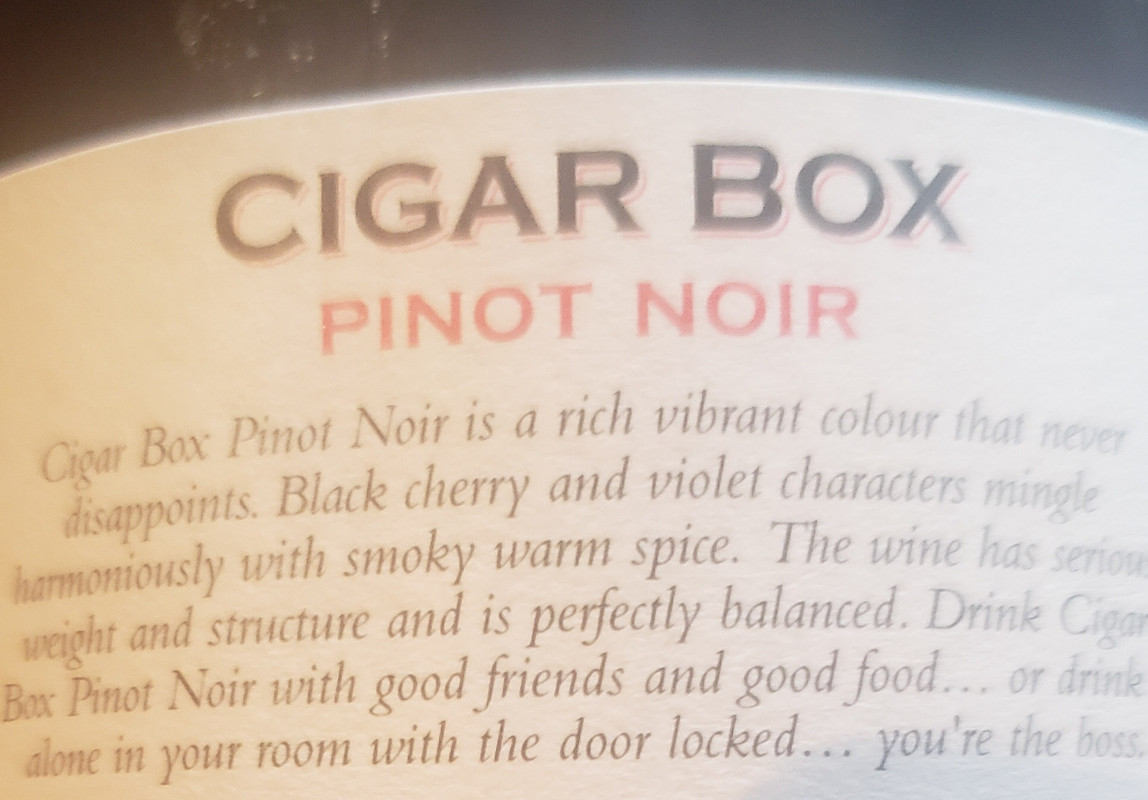 CIGAR BOX
PINOT NOIR
Cigar Box Pinot Noir is a rich vibrant colour that never
disappoints. Black cherry and violet characters mingle
harmoniously with smoky warm spice. The wine has serious
weight and structure and is perfectly balanced. Drink Cigar
Box Pinot Noir with good friends and good food... or drink
alone in your room with the door locked... you're the boss.